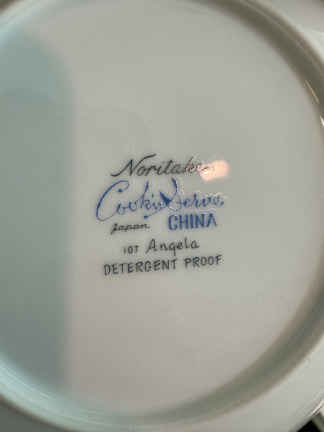 Noritake
Cook'n Serve
Japan CHINA
107 Angela
DETERGENT PROOF